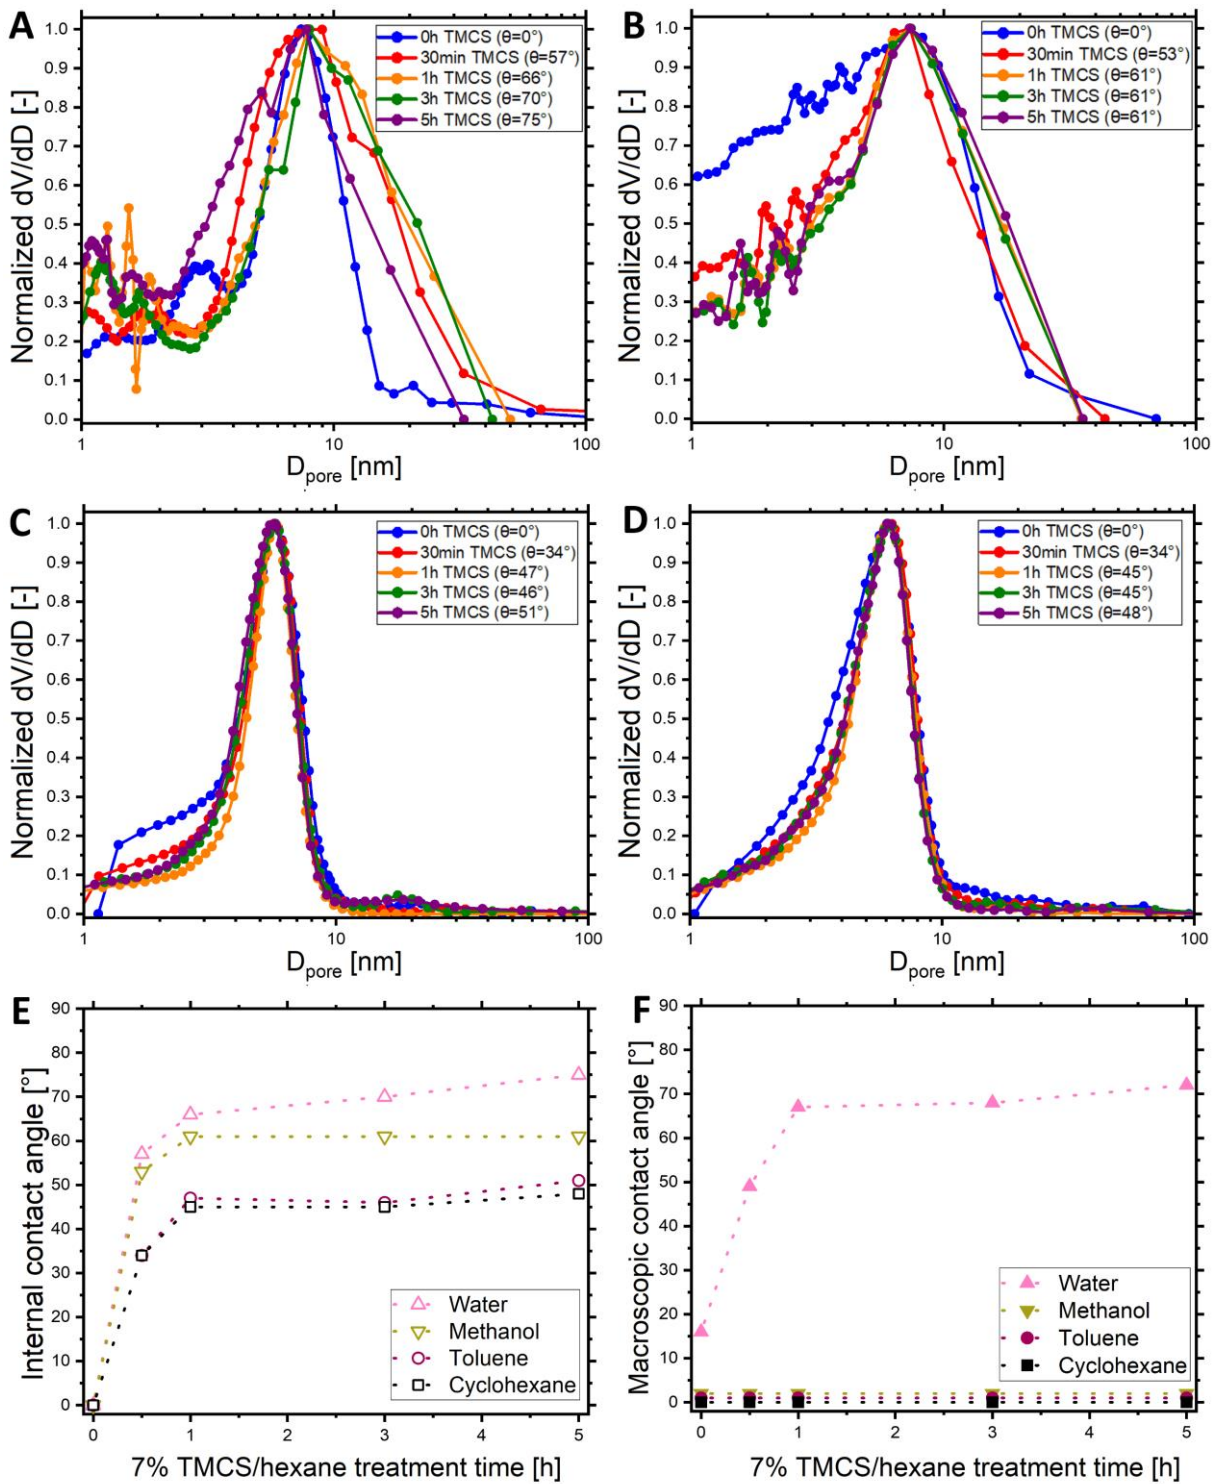 A
Normalized dV/dD [-]
1.0
0.9
0.8
0.7
0.6
0.5
0.4
0.3
0.2
0.1
0.0
0h TMCS (θ=0°)
30min TMCS (θ=57°)
1h TMCS (θ=66°)
3h TMCS (θ=70°)
5h TMCS (θ=75°)
1
10
100
D_pore [nm]
B
Normalized dV/dD [-]
1.0
0.9
0.8
0.7
0.6
0.5
0.4
0.3
0.2
0.1
0.0
0h TMCS (θ=0°)
30min TMCS (θ=53°)
1h TMCS (θ=61°)
3h TMCS (θ=61°)
5h TMCS (θ=61°)
1
10
100
D_pore [nm]
C
Normalized dV/dD [-]
1.0
0.9
0.8
0.7
0.6
0.5
0.4
0.3
0.2
0.1
0.0
0h TMCS (θ=0°)
30min TMCS (θ=34°)
1h TMCS (θ=47°)
3h TMCS (θ=46°)
5h TMCS (θ=51°)
1
10
100
D_pore [nm]
D
Normalized dV/dD [-]
1.0
0.9
0.8
0.7
0.6
0.5
0.4
0.3
0.2
0.1
0.0
0h TMCS (θ=0°)
30min TMCS (θ=34°)
1h TMCS (θ=45°)
3h TMCS (θ=45°)
5h TMCS (θ=48°)
1
10
100
D_pore [nm]
E
Internal contact angle [°]
90
80
70
60
50
40
30
20
10
0
Water
Methanol
Toluene
Cyclohexane
0
1
2
3
4
5
7% TMCS/hexane treatment time [h]
F
Macroscopic contact angle [°]
90
80
70
60
50
40
30
20
10
0
Water
Methanol
Toluene
Cyclohexane
0
1
2
3
4
5
7% TMCS/hexane treatment time [h]